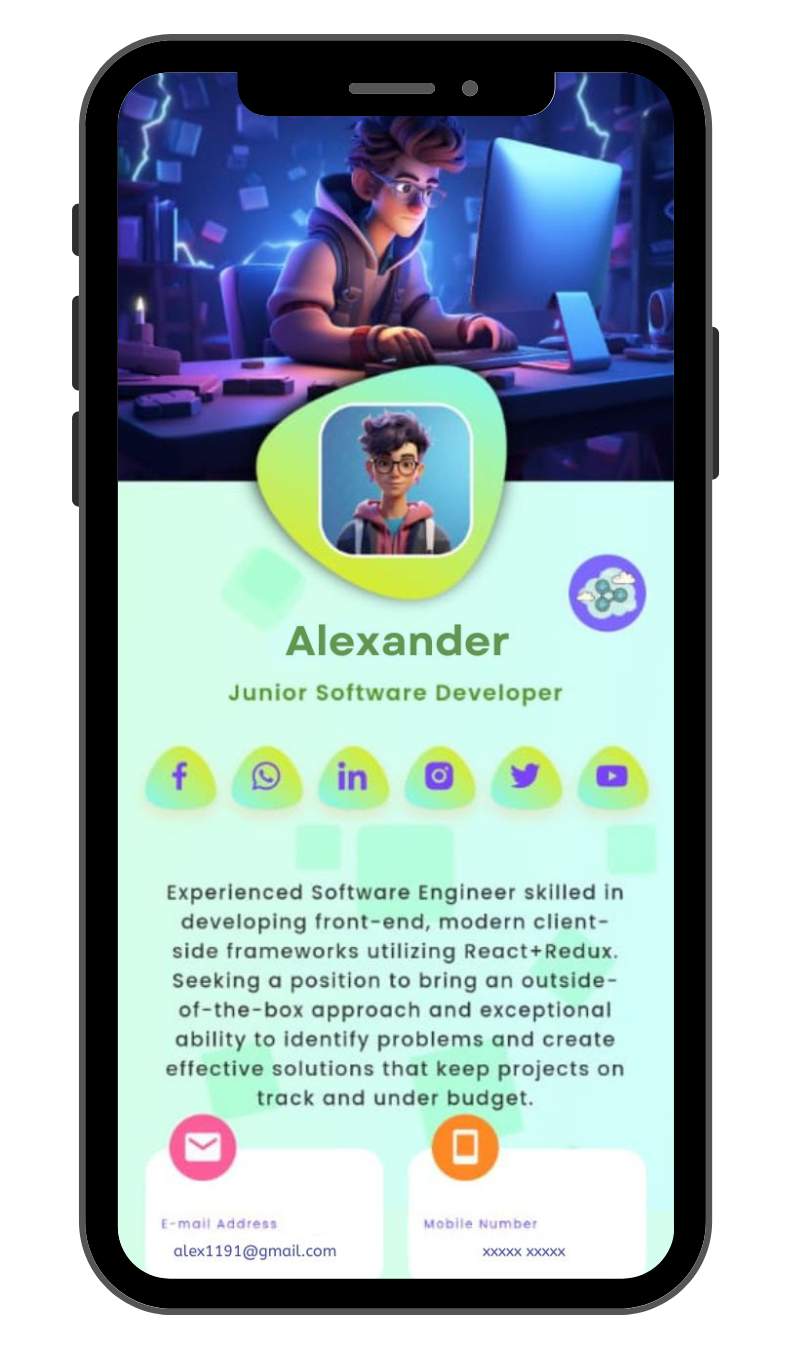 Alexander
Junior Software Developer
Experienced Software Engineer skilled in
developing front-end, modern client-
side frameworks utilizing React+Redux.
Seeking a position to bring an outside-
of-the-box approach and exceptional
ability to identify problems and create
effective solutions that keep projects on
track and under budget.
E-mail Address
alex1191@gmail.com
Mobile Number
xxxxx xxxxx